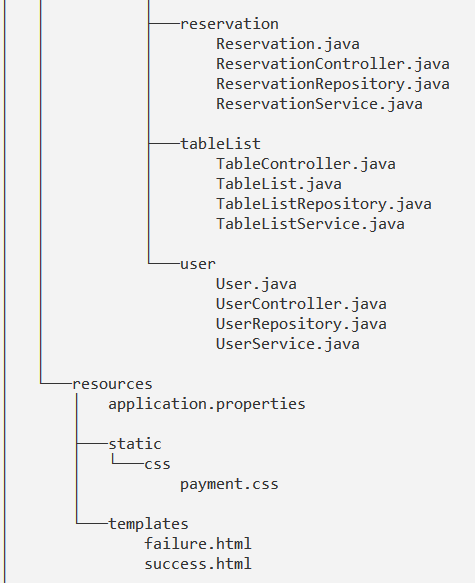 reservation
Reservation.java
ReservationController.java
ReservationRepository.java
ReservationService.java
tableList
TableController.java
TableList.java
TableListRepository.java
TableListService.java
user
User.java
UserController.java
UserRepository.java
UserService.java
resources
application.properties
static
css
payment.css
templates
failure.html
success.html